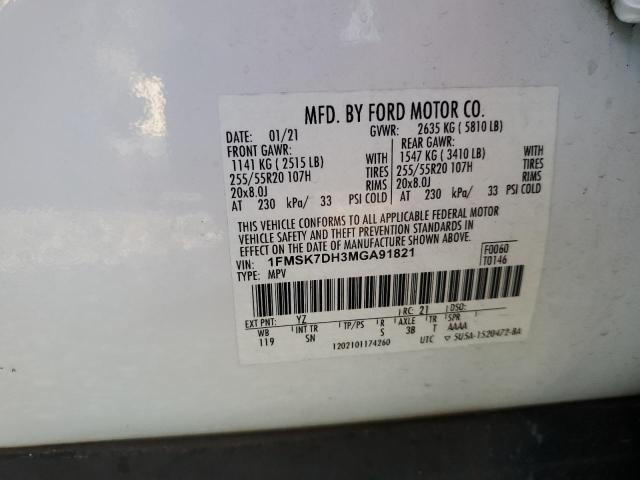 MFD. BY FORD MOTOR CO.
DATE: 01/21 GVWR: 2635 KG ( 5810 LB)
FRONT GAWR: REAR GAWR:
1141 KG ( 2515 LB) WITH 1547 KG ( 3410 LB) WITH
255/55R20 107H TIRES 255/55R20 107H TIRES
20x8.0J RIMS 20x8.0J RIMS
AT 230 kPa/ 33 PSI COLD AT 230 kPa/ 33 PSI COLD
THIS VEHICLE CONFORMS TO ALL APPLICABLE FEDERAL MOTOR
VEHICLE SAFETY AND THEFT PREVENTION STANDARDS IN
EFFECT ON THE DATE OF MANUFACTURE SHOWN ABOVE.
VIN: 1FMSK7DH3MGA91821 F0060
TYPE: MPV T0146
EXT PNT: YZ RC: 21 DSO:
WB INT TR TP/PS R AXLE TR SPR
119 SN S 3B T AAAA
1202101174260 UTC ▽ 5U5A-1520472-BA